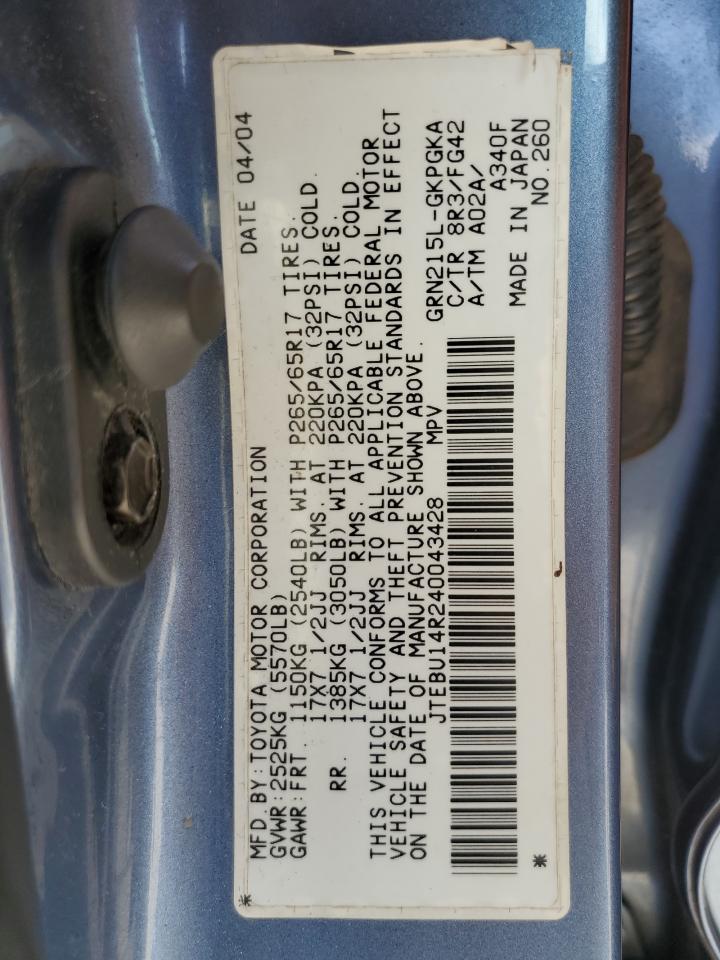 MFD. BY: TOYOTA MOTOR CORPORATION DATE 04/04
GVWR: 2525KG (5570LB)
GAWR: FRT. 1150KG (2540LB) WITH P265/65R17 TIRES.
17X7 1/2JJ RIMS. AT 220KPA (32PSI) COLD.
RR. 1385KG (3050LB) WITH P265/65R17 TIRES.
17X7 1/2JJ RIMS. AT 220KPA (32PSI) COLD.
THIS VEHICLE CONFORMS TO ALL APPLICABLE FEDERAL MOTOR
VEHICLE SAFETY AND THEFT PREVENTION STANDARDS IN EFFECT
ON THE DATE OF MANUFACTURE SHOWN ABOVE.
JTEBU14R240043428 MPV
GRN215L-GKPGKA
C/TR 8R3/FG42
A/TM A02A/
A340F
MADE IN JAPAN
NO.260